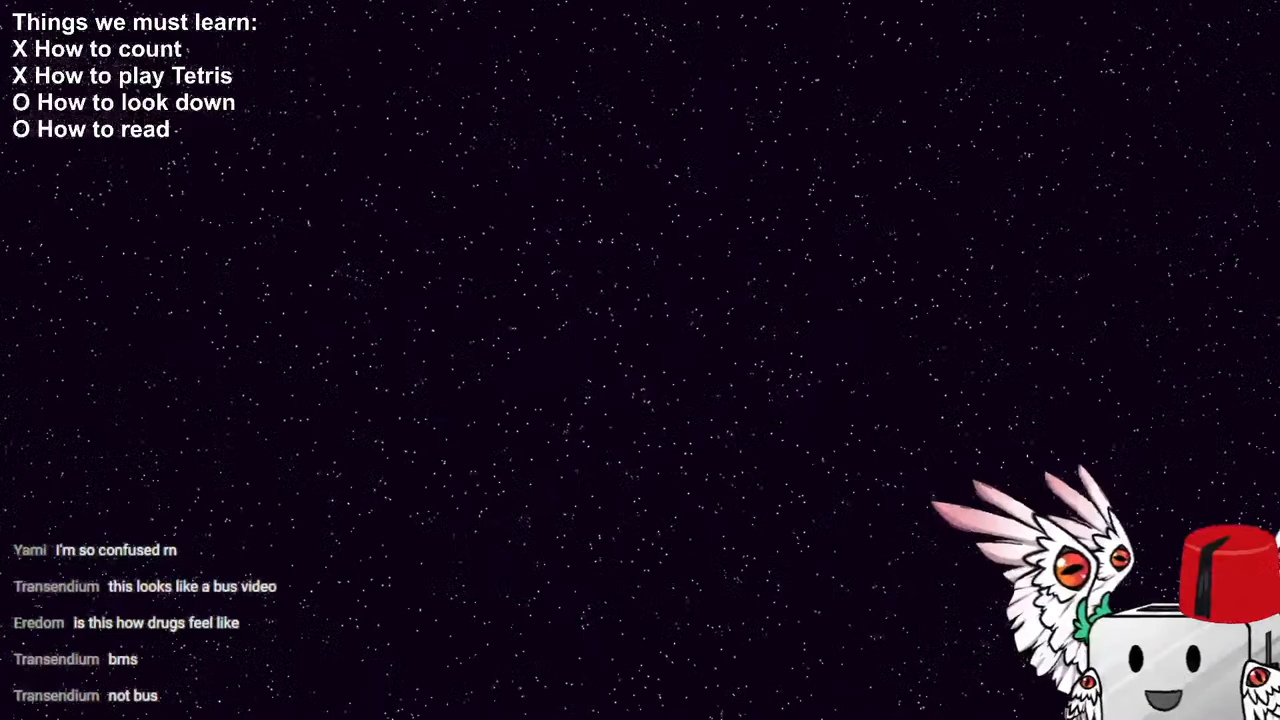 Things we must learn:
X How to count
X How to play Tetris
O How to look down
O How to read
Yaml I'm so confused rn
Transendium this looks like a bus video
Eredom is this how drugs feel like
Transendium bms
Transendium not bus